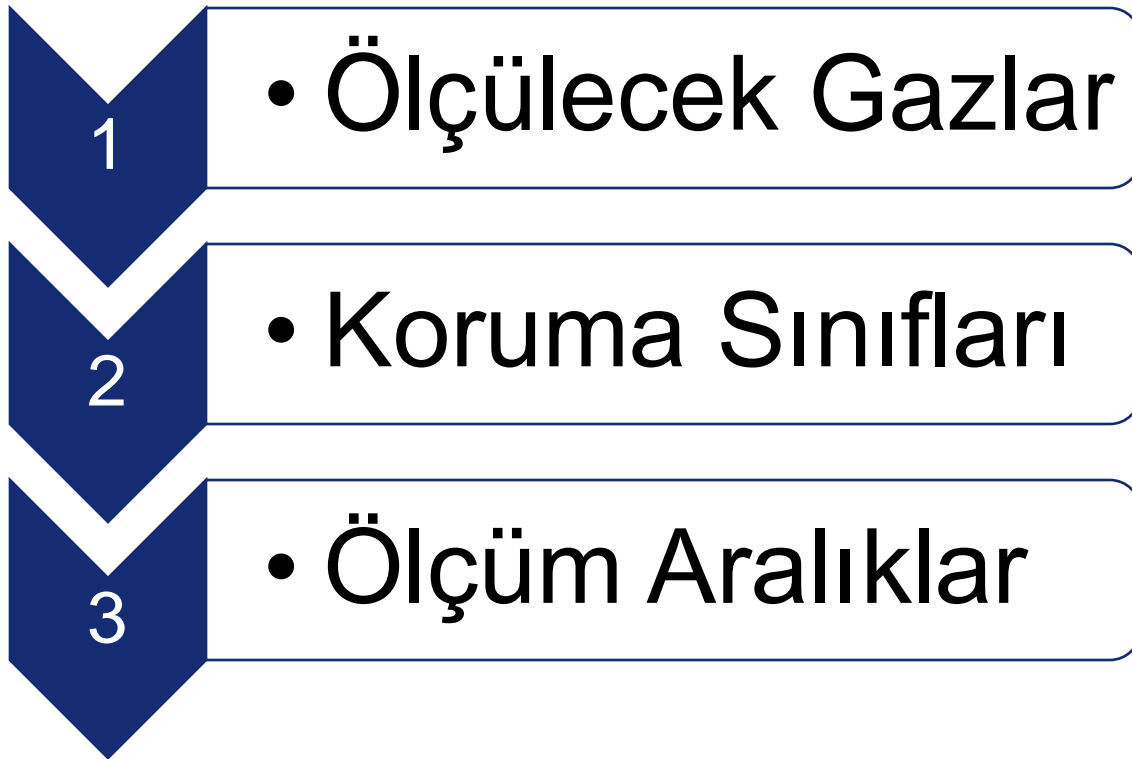 1
• Ölçülecek Gazlar
2
• Koruma Sınıfları
3
• Ölçüm Aralıklar